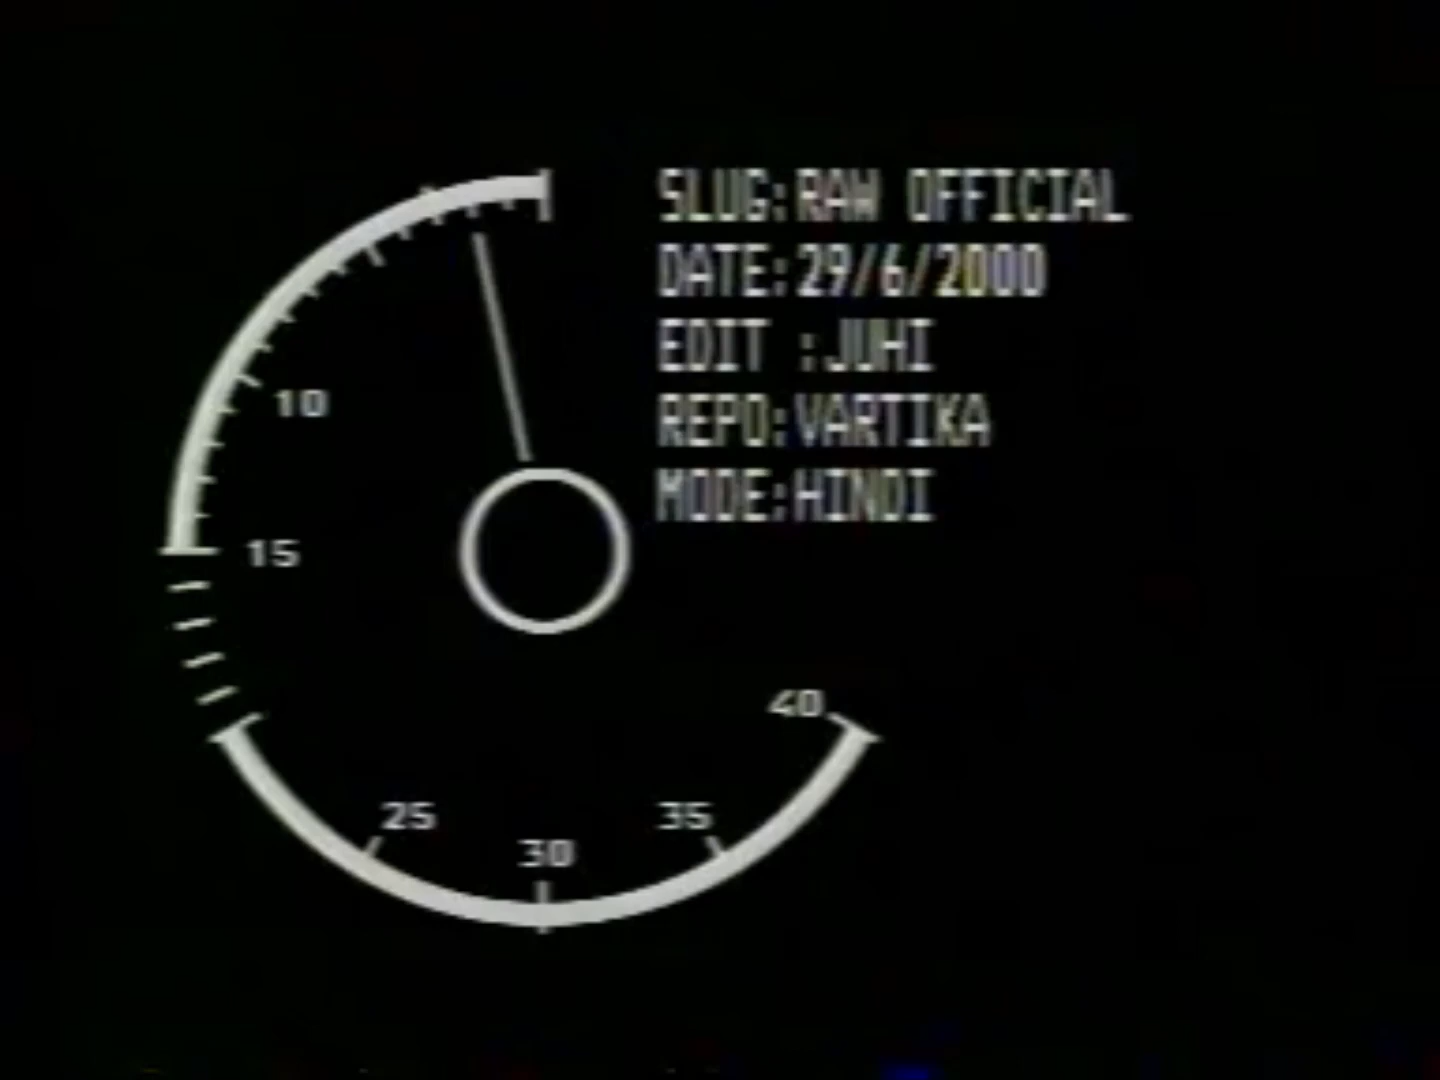 SLUG:RAW OFFICIAL
DATE:29/6/2000
EDIT :JUHI
REPO:VARTIKA
MODE:HINDI
10
15
40
25
35
30